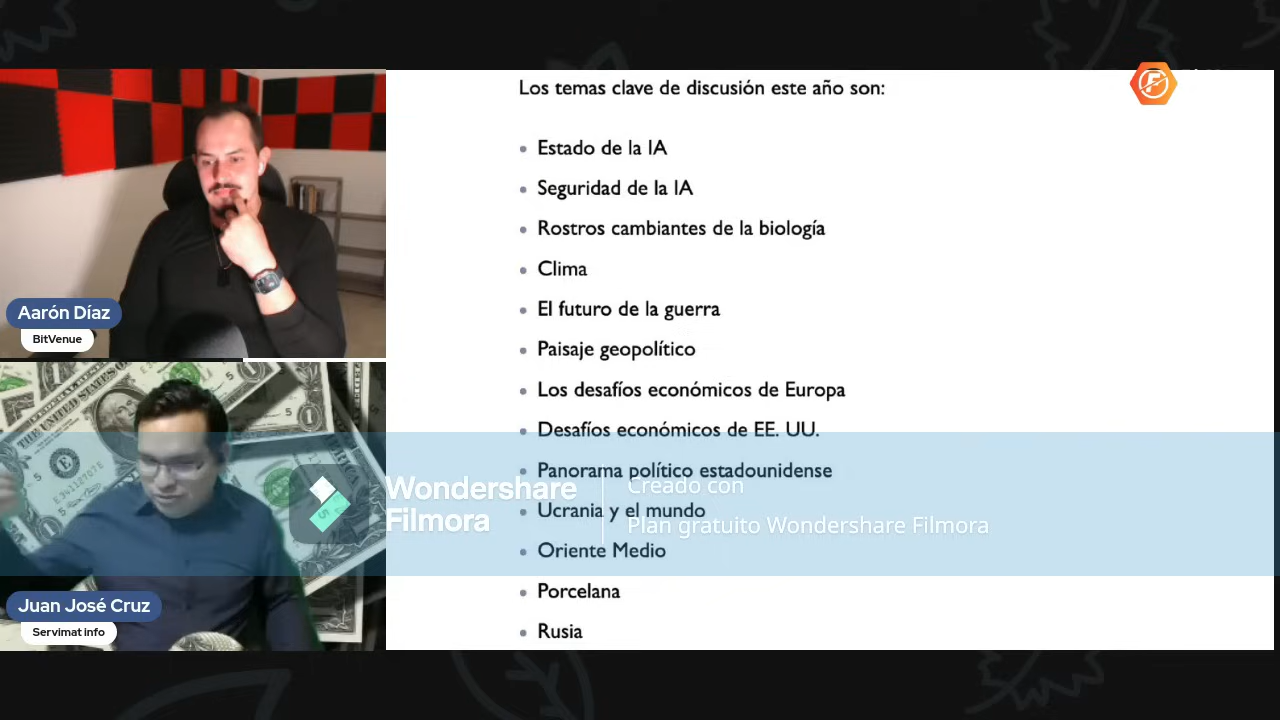 Los temas clave de discusión este año son:
Estado de la IA
Seguridad de la IA
Rostros cambiantes de la biología
Clima
El futuro de la guerra
Paisaje geopolítico
Los desafíos económicos de Europa
Desafíos económicos de EE. UU.
Panorama político estadounidense
Ucrania y el mundo
Oriente Medio
Porcelana
Rusia
Aarón Díaz
BitVenue
Juan José Cruz
Servimat info
Wondershare
Filmora
Creado con
Plan gratuito Wondershare Filmora